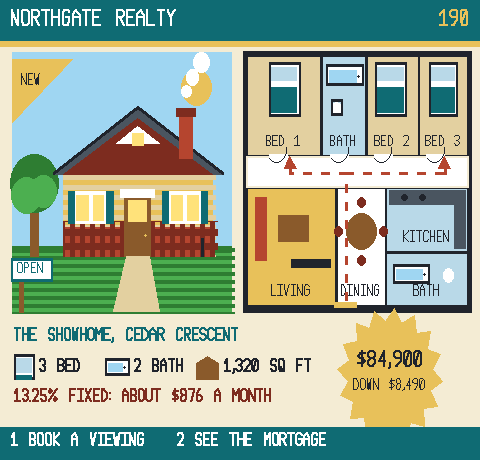 NORTHGATE REALTY 190
NEW
OPEN
BED 1 BATH BED 2 BED 3
KITCHEN
LIVING DINING BATH
THE SHOWHOME, CEDAR CRESCENT
3 BED 2 BATH 1,320 SQ FT
13.25% FIXED: ABOUT $876 A MONTH
$84,900
DOWN $8,490
1 BOOK A VIEWING 2 SEE THE MORTGAGE